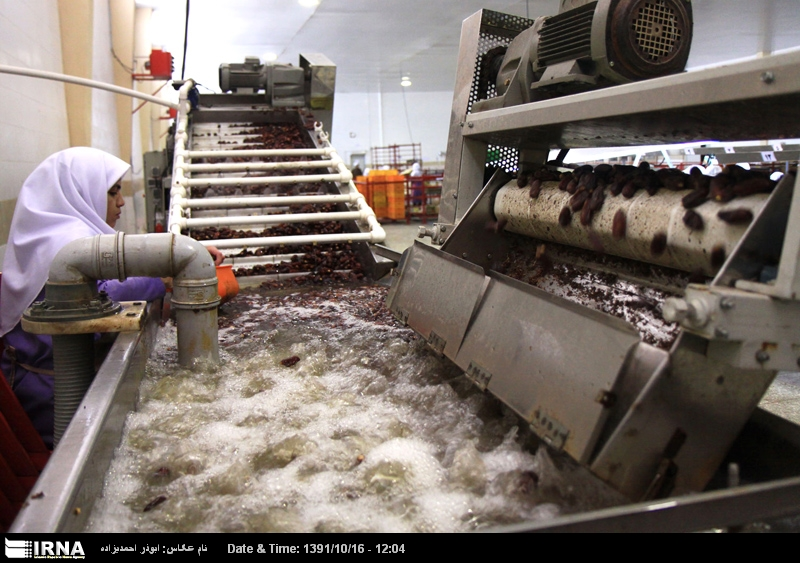 IRNA نام عکاس: ابوذر احمدیزاده Date & Time: 1391/10/16 - 12:04